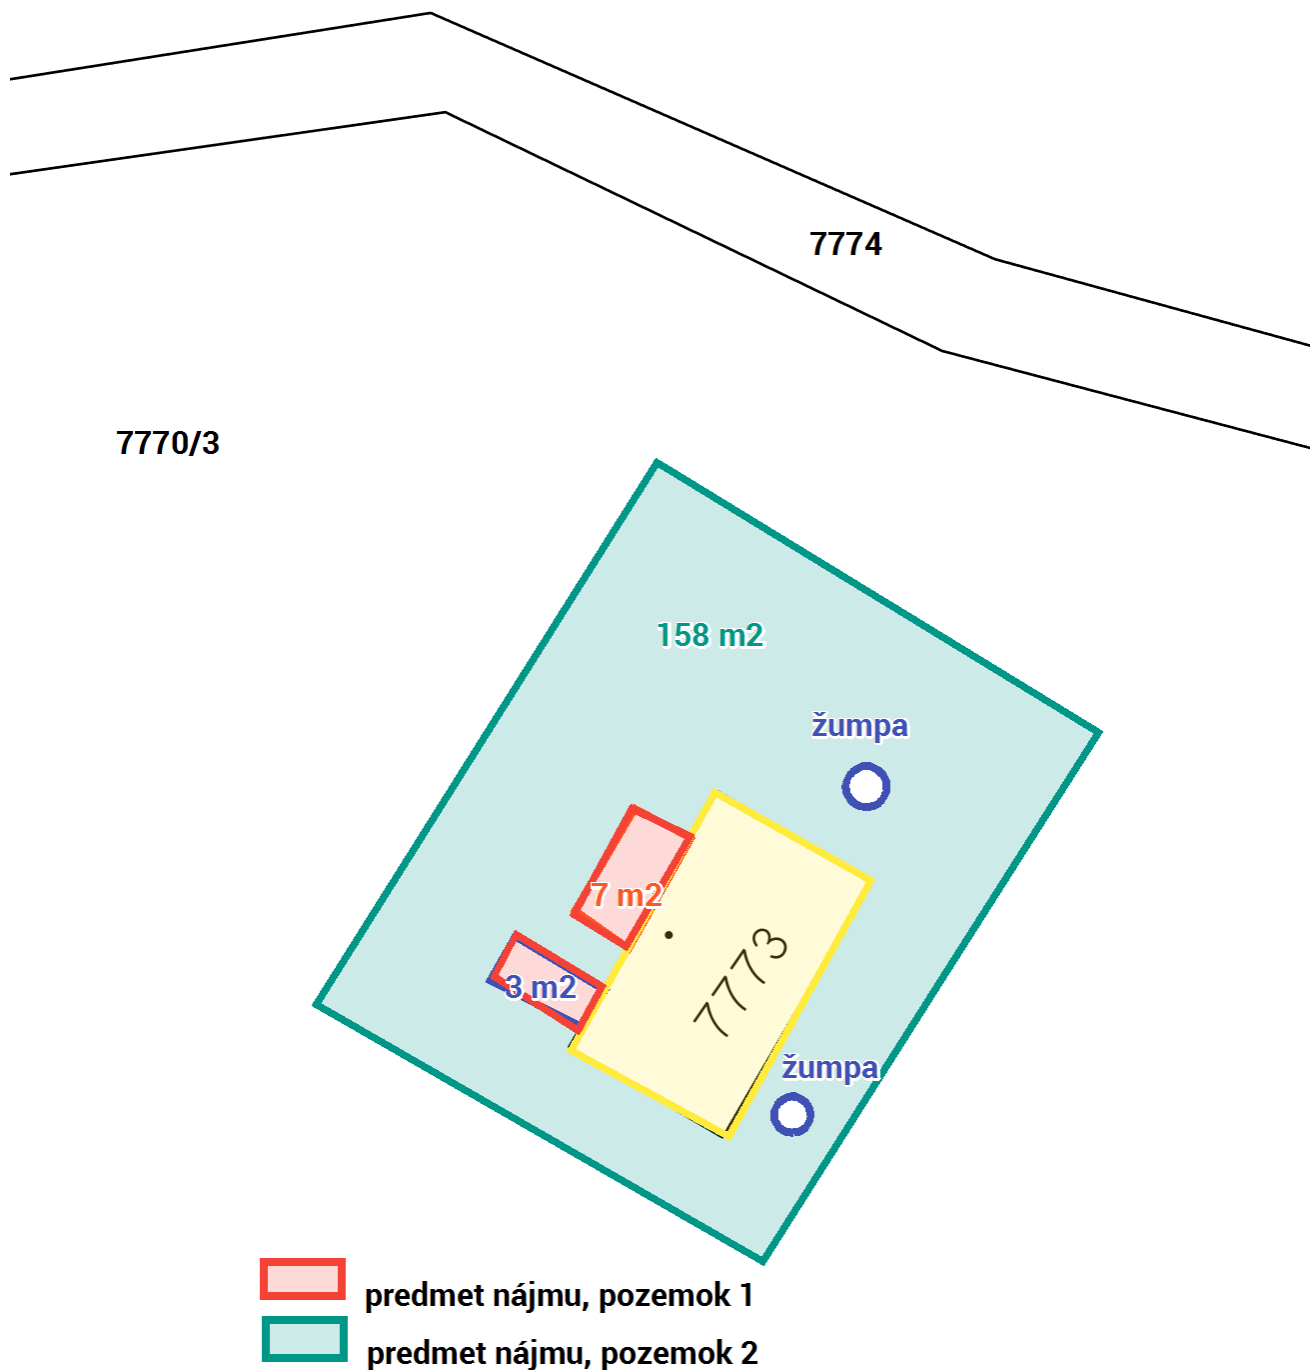 7774
7770/3
158 m2
žumpa
7 m2
7773
3 m2
žumpa
predmet nájmu, pozemok 1
predmet nájmu, pozemok 2